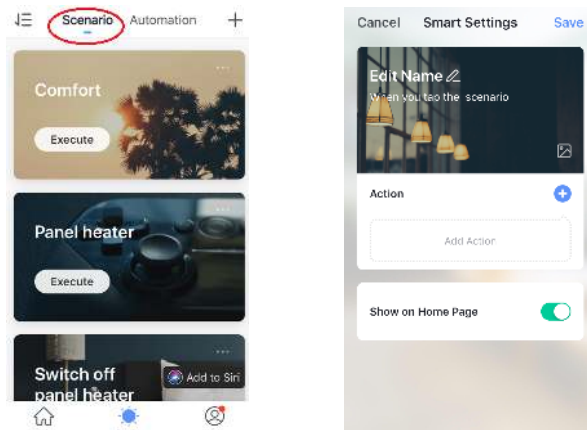 Scenario Automation
Comfort
Execute
Panel heater
Execute
Switch off
panel heater
Add to Siri
Cancel Smart Settings Save
Edit Name
When you tap the scenario
Action
Add Action
Show on Home Page